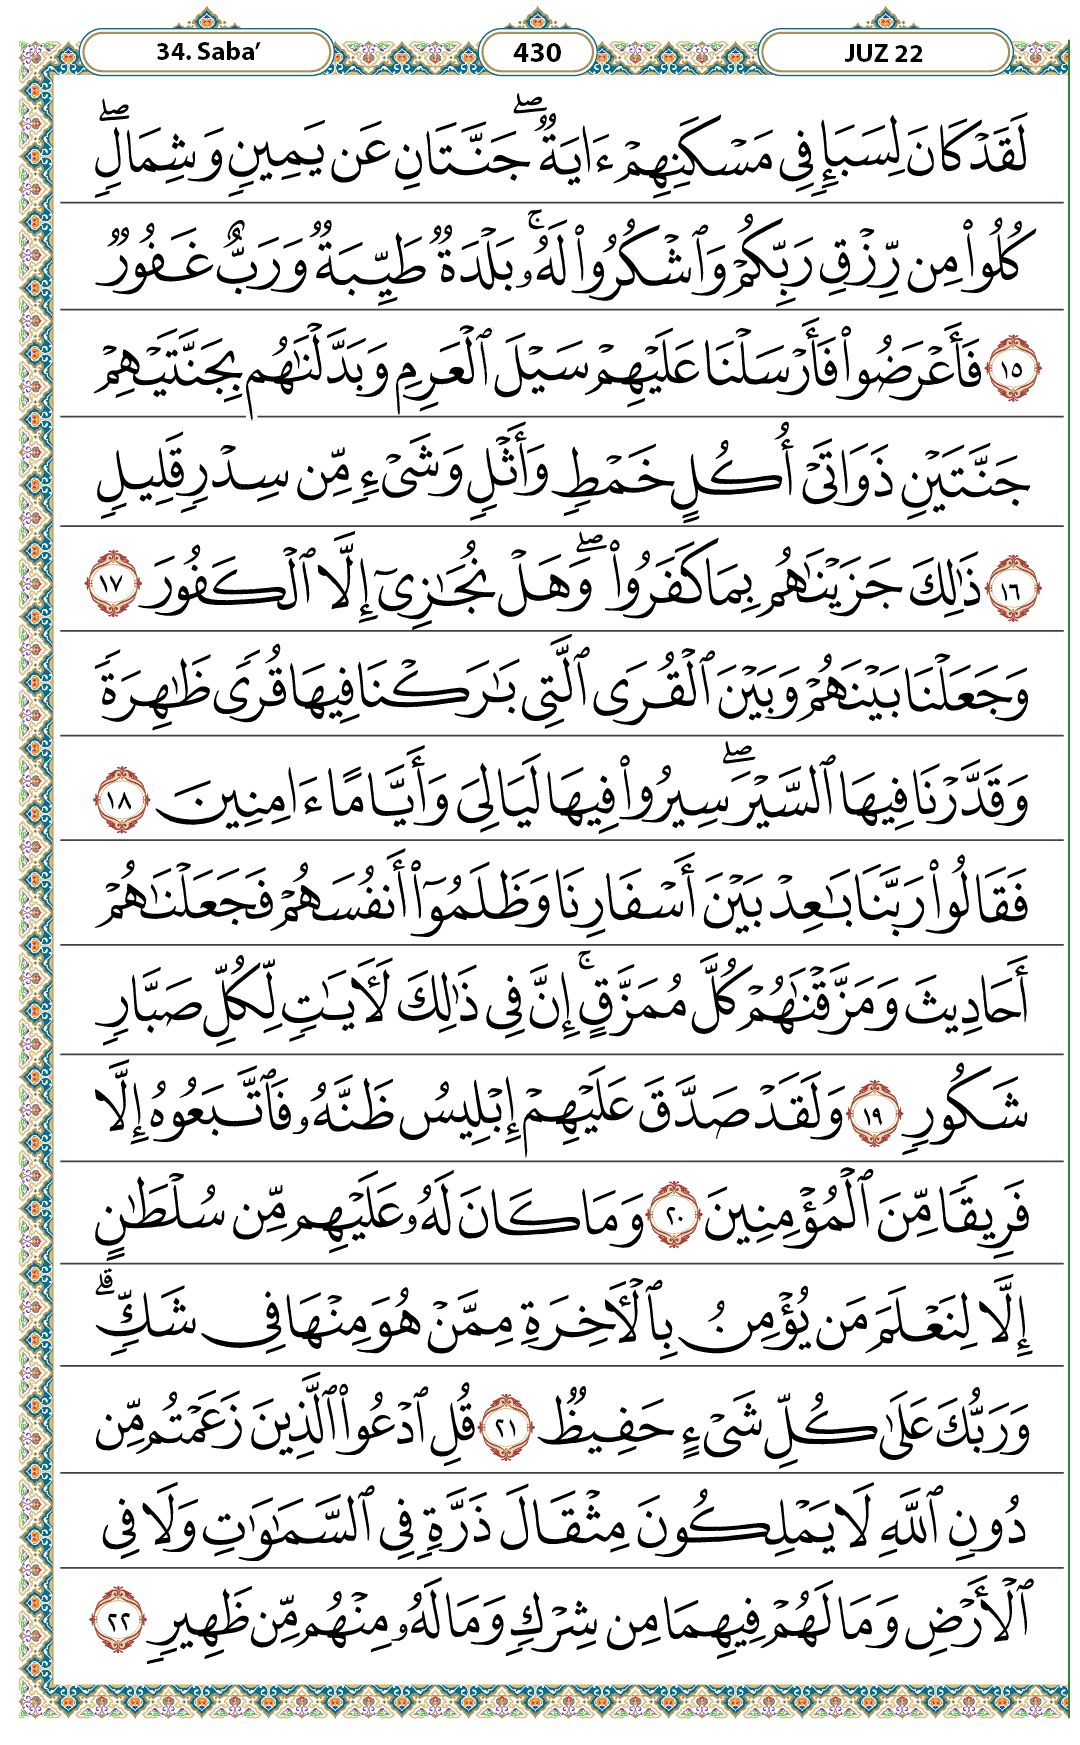 34. Saba’
430
JUZ 22
لَقَدۡ كَانَ لِسَبَإٖ فِي مَسۡكَنِهِمۡ ءَايَةٞۖ جَنَّتَانِ عَن يَمِينٖ وَشِمَالٖۖ
كُلُواْ مِن رِّزۡقِ رَبِّكُمۡ وَٱشۡكُرُواْ لَهُۥۚ بَلۡدَةٞ طَيِّبَةٞ وَرَبٌّ غَفُورٞ
١٥ فَأَعۡرَضُواْ فَأَرۡسَلۡنَا عَلَيۡهِمۡ سَيۡلَ ٱلۡعَرِمِ وَبَدَّلۡنَٰهُم بِجَنَّتَيۡهِمۡ
جَنَّتَيۡنِ ذَوَاتَيۡ أُكُلٍ خَمۡطٖ وَأَثۡلٖ وَشَيۡءٖ مِّن سِدۡرٖ قَلِيلٖ
١٦ ذَٰلِكَ جَزَيۡنَٰهُم بِمَا كَفَرُواْۖ وَهَلۡ نُجَٰزِيٓ إِلَّا ٱلۡكَفُورَ ١٧
وَجَعَلۡنَا بَيۡنَهُمۡ وَبَيۡنَ ٱلۡقُرَى ٱلَّتِي بَٰرَكۡنَا فِيهَا قُرٗى ظَٰهِرَةٗ
وَقَدَّرۡنَا فِيهَا ٱلسَّيۡرَۖ سِيرُواْ فِيهَا لَيَالِيَ وَأَيَّامًا ءَامِنِينَ ١٨
فَقَالُواْ رَبَّنَا بَٰعِدۡ بَيۡنَ أَسۡفَارِنَا وَظَلَمُوٓاْ أَنفُسَهُمۡ فَجَعَلۡنَٰهُمۡ
أَحَادِيثَ وَمَزَّقۡنَٰهُمۡ كُلَّ مُمَزَّقٍۚ إِنَّ فِي ذَٰلِكَ لَأٓيَٰتٖ لِّكُلِّ صَبَّارٖ
شَكُورٖ ١٩ وَلَقَدۡ صَدَّقَ عَلَيۡهِمۡ إِبۡلِيسُ ظَنَّهُۥ فَٱتَّبَعُوهُ إِلَّا
فَرِيقٗا مِّنَ ٱلۡمُؤۡمِنِينَ ٢٠ وَمَا كَانَ لَهُۥ عَلَيۡهِم مِّن سُلۡطَٰنٍ
إِلَّا لِنَعۡلَمَ مَن يُؤۡمِنُ بِٱلۡأٓخِرَةِ مِمَّنۡ هُوَ مِنۡهَا فِي شَكّٖۗ
وَرَبُّكَ عَلَىٰ كُلِّ شَيۡءٍ حَفِيظٞ ٢١ قُلِ ٱدۡعُواْ ٱلَّذِينَ زَعَمۡتُم مِّن
دُونِ ٱللَّهِ لَا يَمۡلِكُونَ مِثۡقَالَ ذَرَّةٖ فِي ٱلسَّمَٰوَٰتِ وَلَا فِي
ٱلۡأَرۡضِ وَمَا لَهُمۡ فِيهِمَا مِن شِرۡكٖ وَمَا لَهُۥ مِنۡهُم مِّن ظَهِيرٖ ٢٢